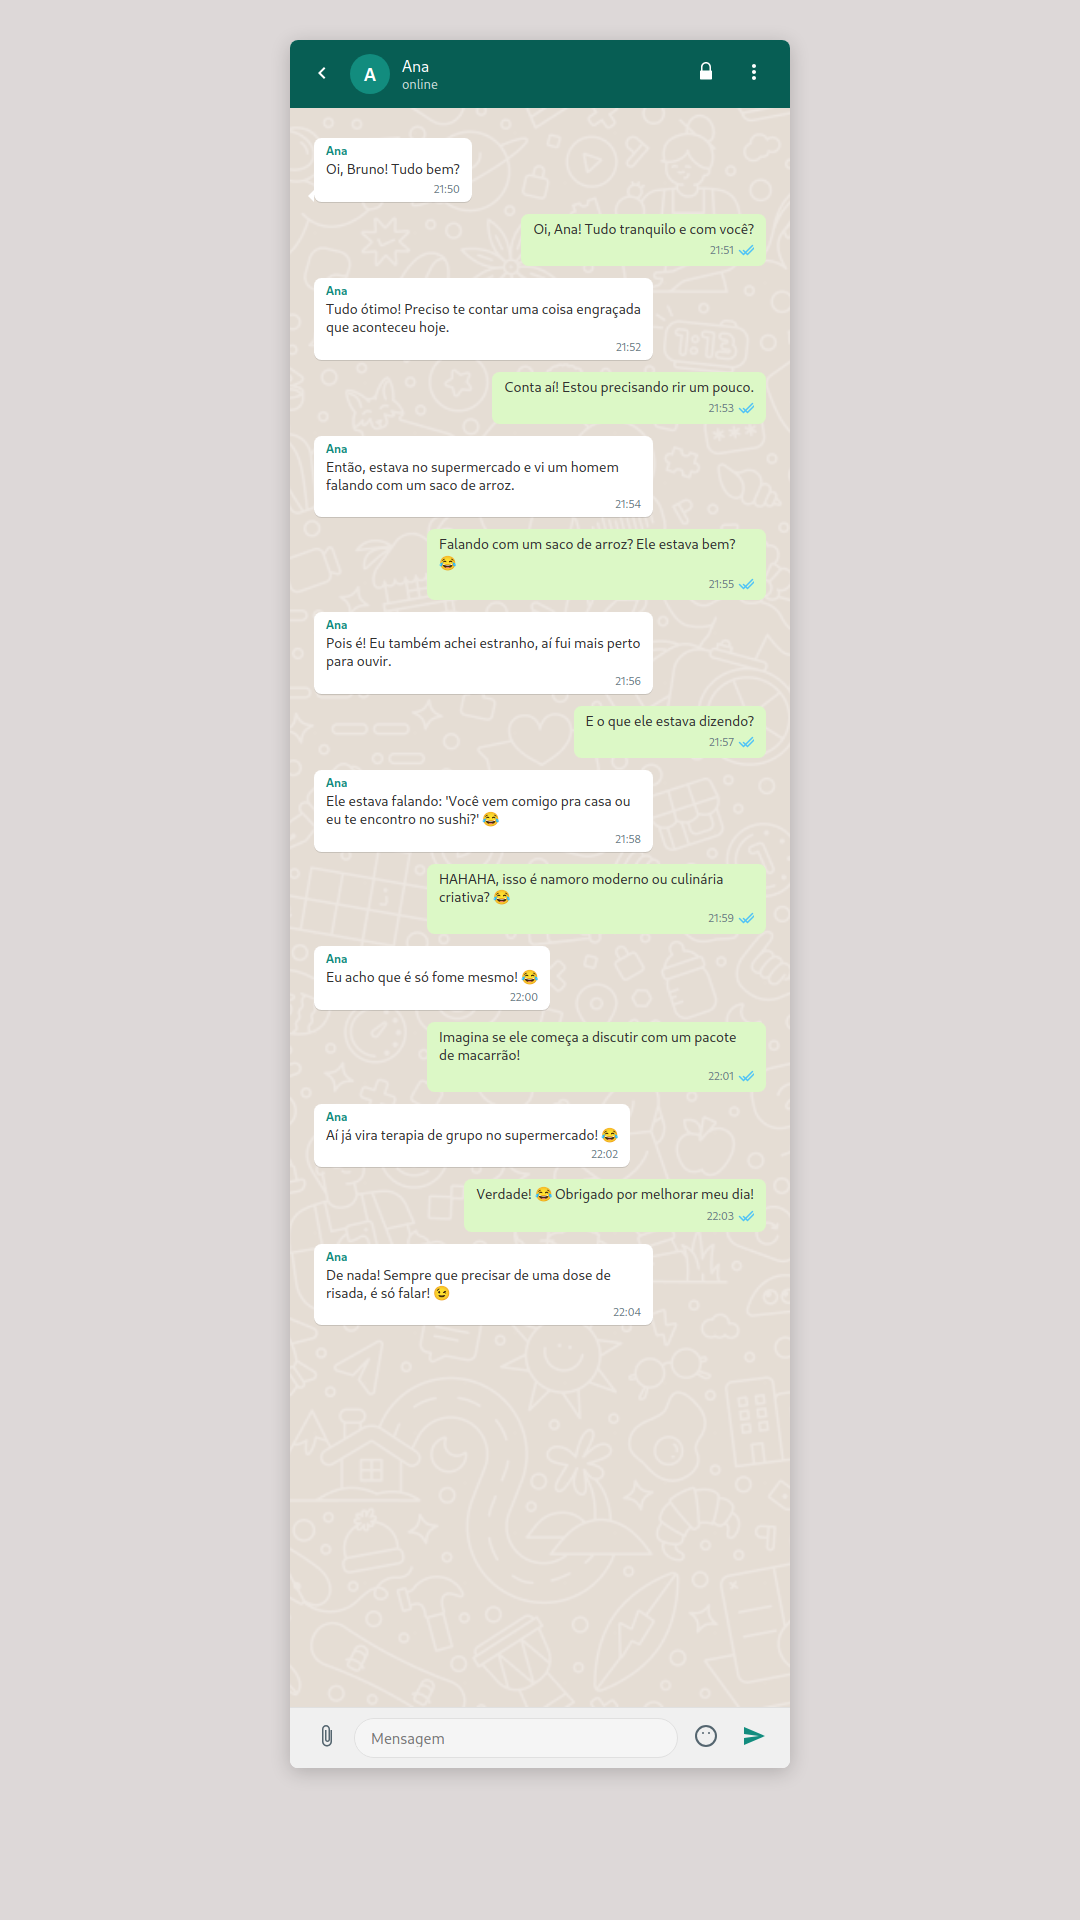 A
Ana
online
Ana
Oi, Bruno! Tudo bem?
21:50
Oi, Ana! Tudo tranquilo e com você?
21:51
Ana
Tudo ótimo! Preciso te contar uma coisa engraçada
que aconteceu hoje.
21:52
Conta aí! Estou precisando rir um pouco.
21:53
Ana
Então, estava no supermercado e vi um homem
falando com um saco de arroz.
21:54
Falando com um saco de arroz? Ele estava bem?
😂
21:55
Ana
Pois é! Eu também achei estranho, aí fui mais perto
para ouvir.
21:56
E o que ele estava dizendo?
21:57
Ana
Ele estava falando: 'Você vem comigo pra casa ou
eu te encontro no sushi?' 😂
21:58
HAHAHA, isso é namoro moderno ou culinária
criativa? 😂
21:59
Ana
Eu acho que é só fome mesmo! 😂
22:00
Imagina se ele começa a discutir com um pacote
de macarrão!
22:01
Ana
Aí já vira terapia de grupo no supermercado! 😂
22:02
Verdade! 😂 Obrigado por melhorar meu dia!
22:03
Ana
De nada! Sempre que precisar de uma dose de
risada, é só falar! 😉
22:04
Mensagem